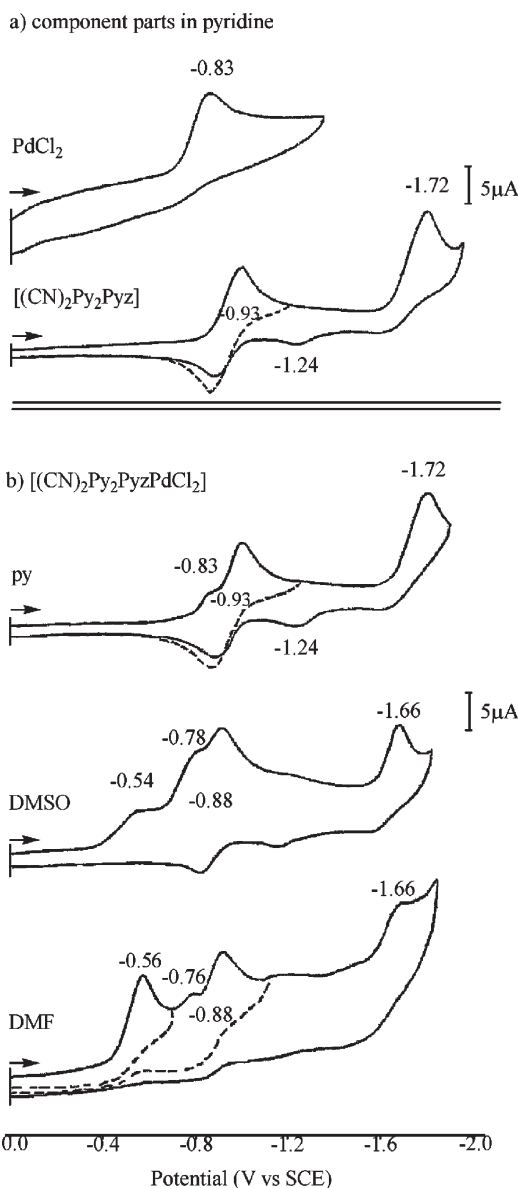 a) component parts in pyridine
-0.83
PdCl₂
-1.72
5μA
[(CN)₂Py₂Pyz]
-0.93
-1.24
b) [(CN)₂Py₂PyzPdCl₂]
-1.72
-0.83
py
-0.93
-1.24
5μA
-1.66
-0.78
-0.54
DMSO
-0.88
-1.66
-0.56
-0.76
-0.88
DMF
0.0 -0.4 -0.8 -1.2 -1.6 -2.0
Potential (V vs SCE)